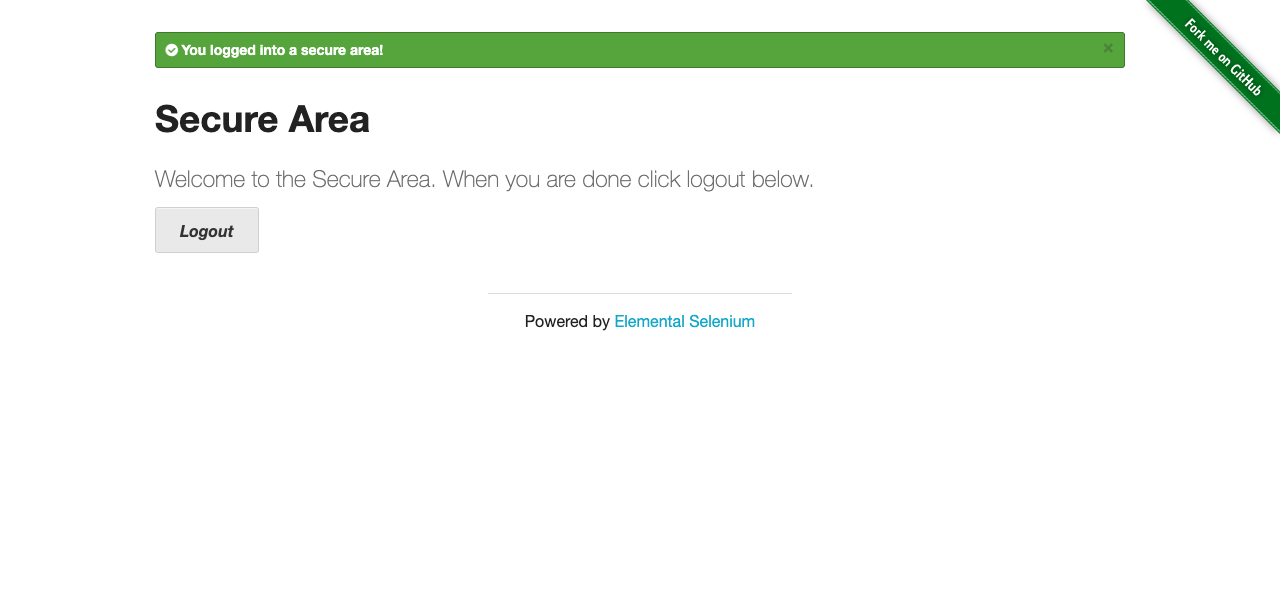 You logged into a secure area!
×
Fork me on GitHub
Secure Area
Welcome to the Secure Area. When you are done click logout below.
Logout
Powered by Elemental Selenium